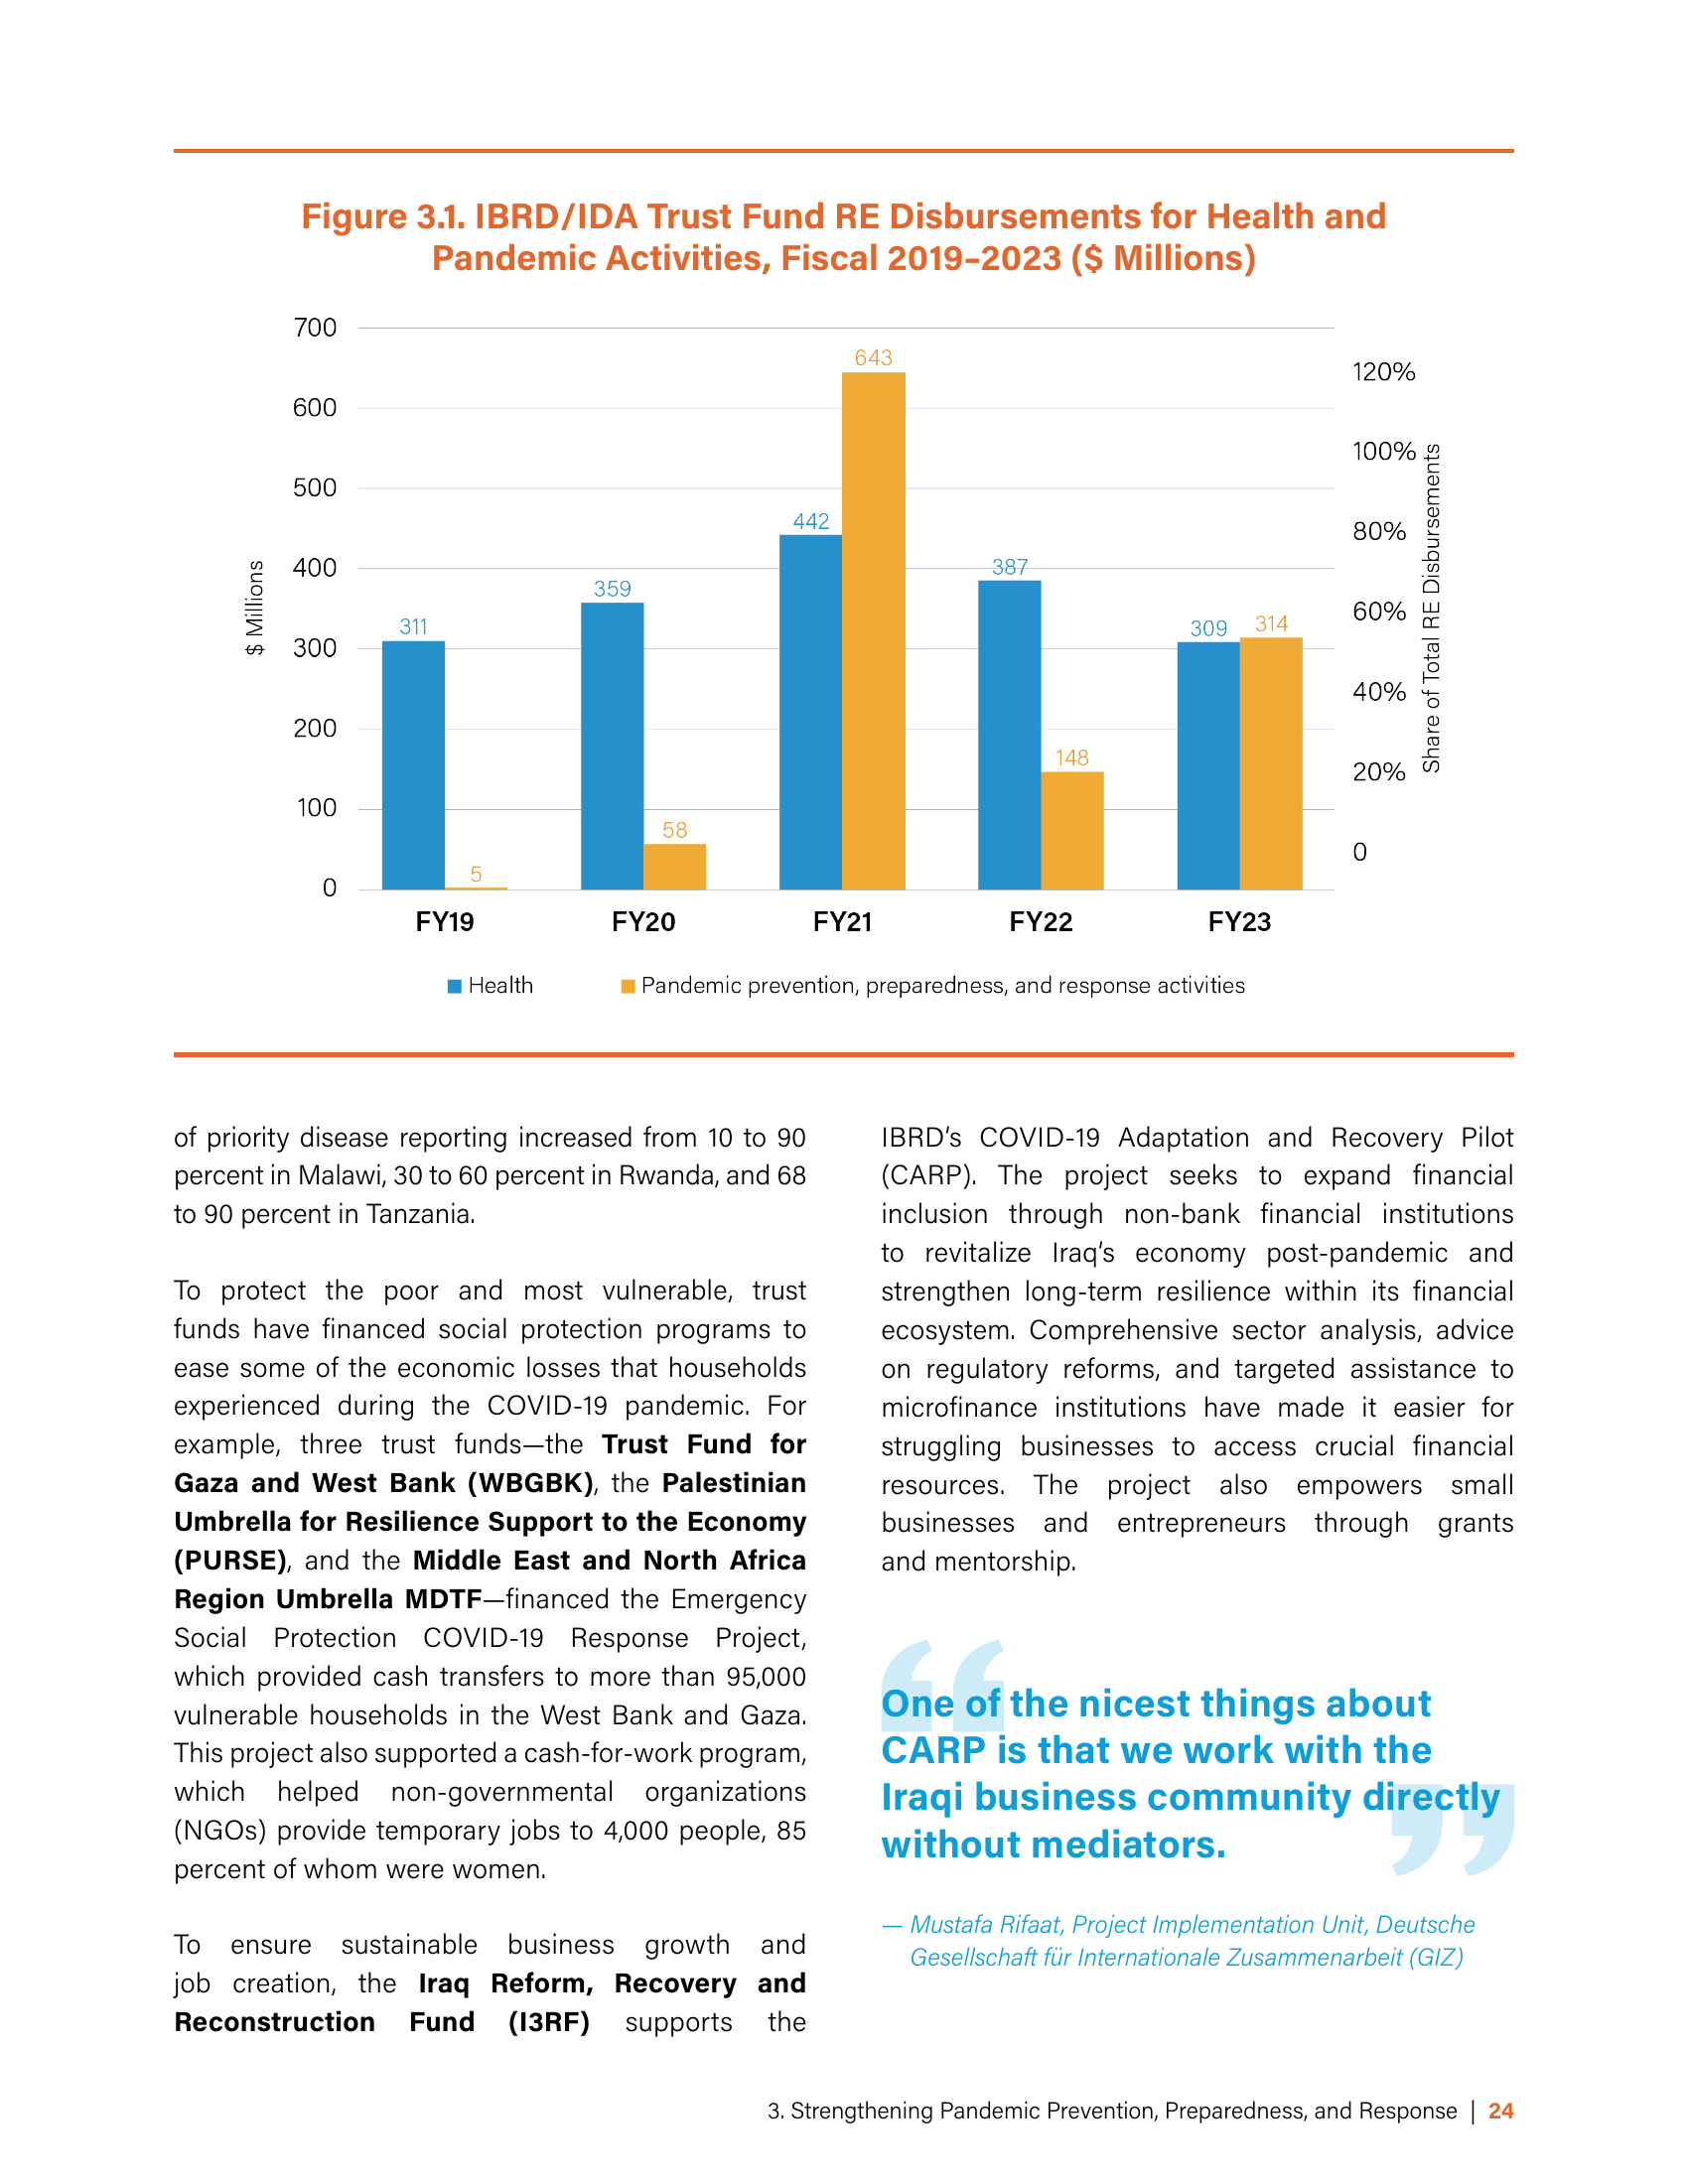 Figure 3.1. IBRD/IDA Trust Fund RE Disbursements for Health and
Pandemic Activities, Fiscal 2019–2023 ($ Millions)
$ Millions
700
600
500
400
300
200
100
0
311
5
359
58
442
643
387
148
309
314
FY19
FY20
FY21
FY22
FY23
120%
100%
80%
60%
40%
20%
0
Share of Total RE Disbursements
Health
Pandemic prevention, preparedness, and response activities
of priority disease reporting increased from 10 to 90
percent in Malawi, 30 to 60 percent in Rwanda, and 68
to 90 percent in Tanzania.
To protect the poor and most vulnerable, trust
funds have financed social protection programs to
ease some of the economic losses that households
experienced during the COVID-19 pandemic. For
example, three trust funds—the Trust Fund for
Gaza and West Bank (WBGBK), the Palestinian
Umbrella for Resilience Support to the Economy
(PURSE), and the Middle East and North Africa
Region Umbrella MDTF—financed the Emergency
Social Protection COVID-19 Response Project,
which provided cash transfers to more than 95,000
vulnerable households in the West Bank and Gaza.
This project also supported a cash-for-work program,
which helped non-governmental organizations
(NGOs) provide temporary jobs to 4,000 people, 85
percent of whom were women.
To ensure sustainable business growth and
job creation, the Iraq Reform, Recovery and
Reconstruction Fund (I3RF) supports the
IBRD’s COVID-19 Adaptation and Recovery Pilot
(CARP). The project seeks to expand financial
inclusion through non-bank financial institutions
to revitalize Iraq’s economy post-pandemic and
strengthen long-term resilience within its financial
ecosystem. Comprehensive sector analysis, advice
on regulatory reforms, and targeted assistance to
microfinance institutions have made it easier for
struggling businesses to access crucial financial
resources. The project also empowers small
businesses and entrepreneurs through grants
and mentorship.
“One of the nicest things about
CARP is that we work with the
Iraqi business community directly
without mediators.”
— Mustafa Rifaat, Project Implementation Unit, Deutsche
Gesellschaft für Internationale Zusammenarbeit (GIZ)
3. Strengthening Pandemic Prevention, Preparedness, and Response | 24